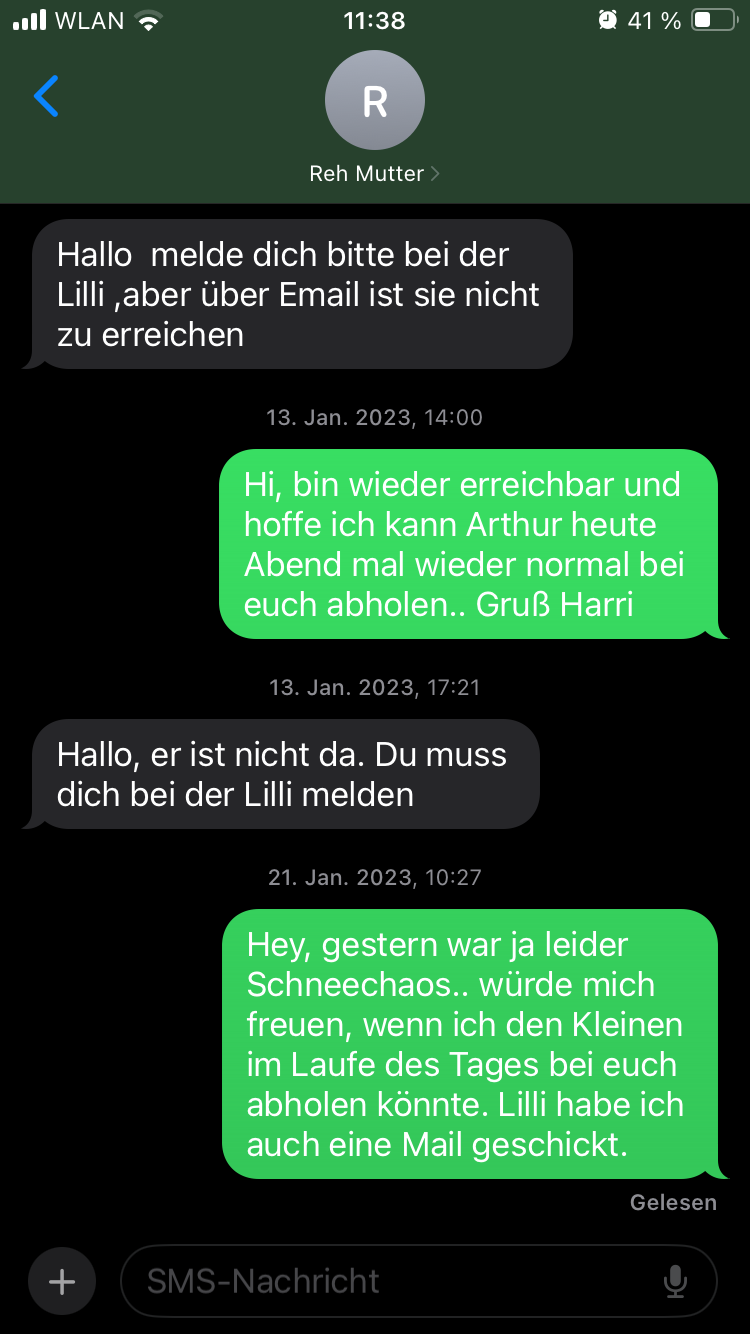 WLAN
11:38
41 %
R
Reh Mutter
Hallo  melde dich bitte bei der
Lilli ,aber über Email ist sie nicht
zu erreichen
13. Jan. 2023, 14:00
Hi, bin wieder erreichbar und
hoffe ich kann Arthur heute
Abend mal wieder normal bei
euch abholen.. Gruß Harri
13. Jan. 2023, 17:21
Hallo, er ist nicht da. Du muss
dich bei der Lilli melden
21. Jan. 2023, 10:27
Hey, gestern war ja leider
Schneechaos.. würde mich
freuen, wenn ich den Kleinen
im Laufe des Tages bei euch
abholen könnte. Lilli habe ich
auch eine Mail geschickt.
Gelesen
SMS-Nachricht